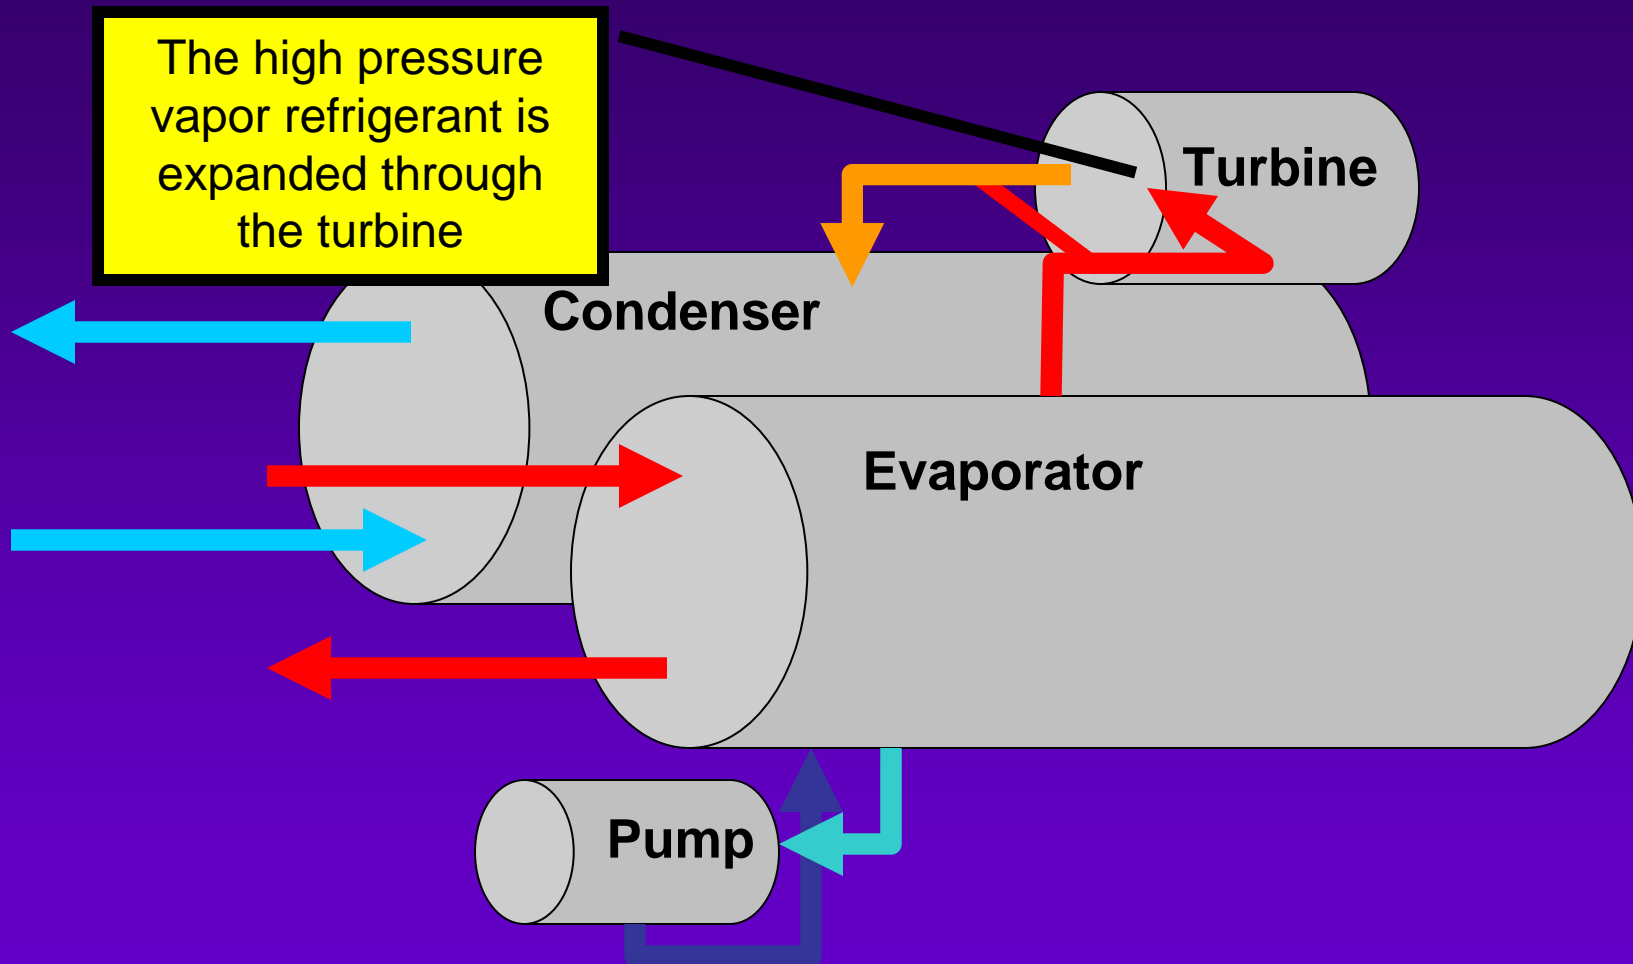 The high pressure
vapor refrigerant is
expanded through
the turbine
Turbine
Condenser
Evaporator
Pump